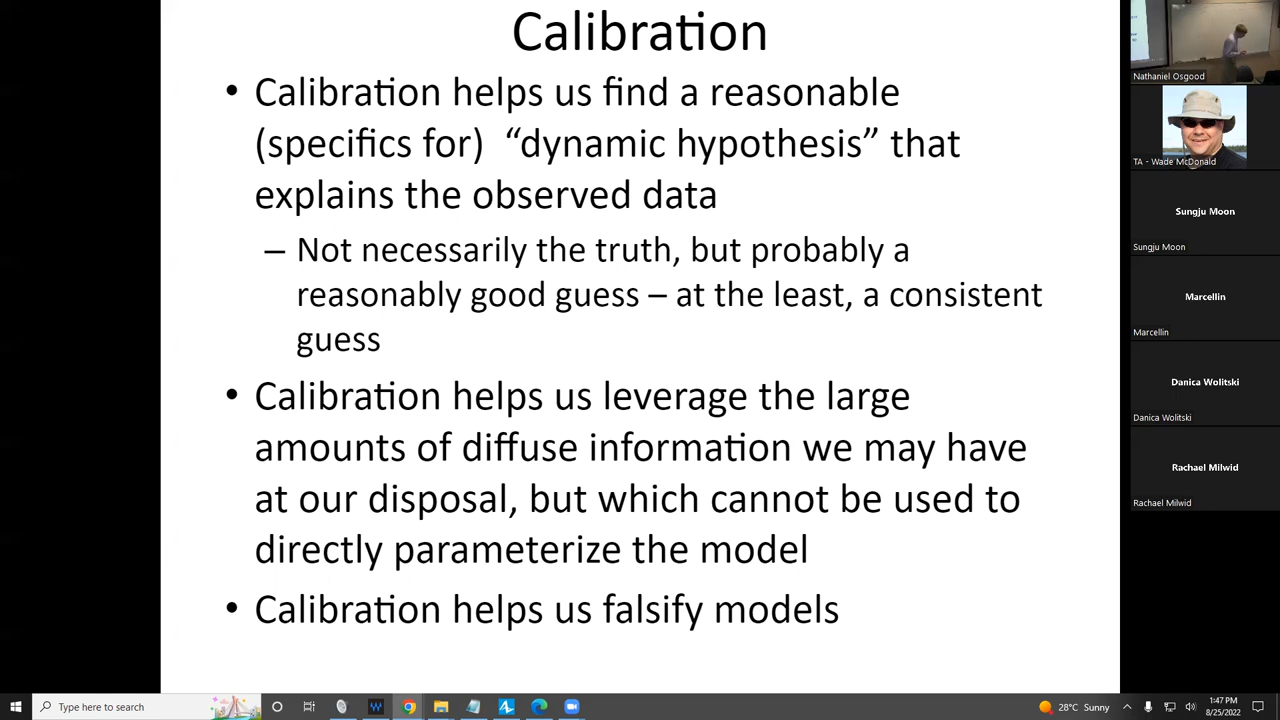 Calibration
• Calibration helps us find a reasonable
(specifics for) “dynamic hypothesis” that
explains the observed data
– Not necessarily the truth, but probably a
reasonably good guess – at the least, a consistent
guess
• Calibration helps us leverage the large
amounts of diffuse information we may have
at our disposal, but which cannot be used to
directly parameterize the model
• Calibration helps us falsify models
Nathaniel Osgood
TA - Wade McDonald
Sungju Moon
Sungju Moon
Marcellin
Marcellin
Danica Wolitski
Danica Wolitski
Rachael Milwid
Rachael Milwid
Type here to search
28°C Sunny
1:47 PM
8/25/2022